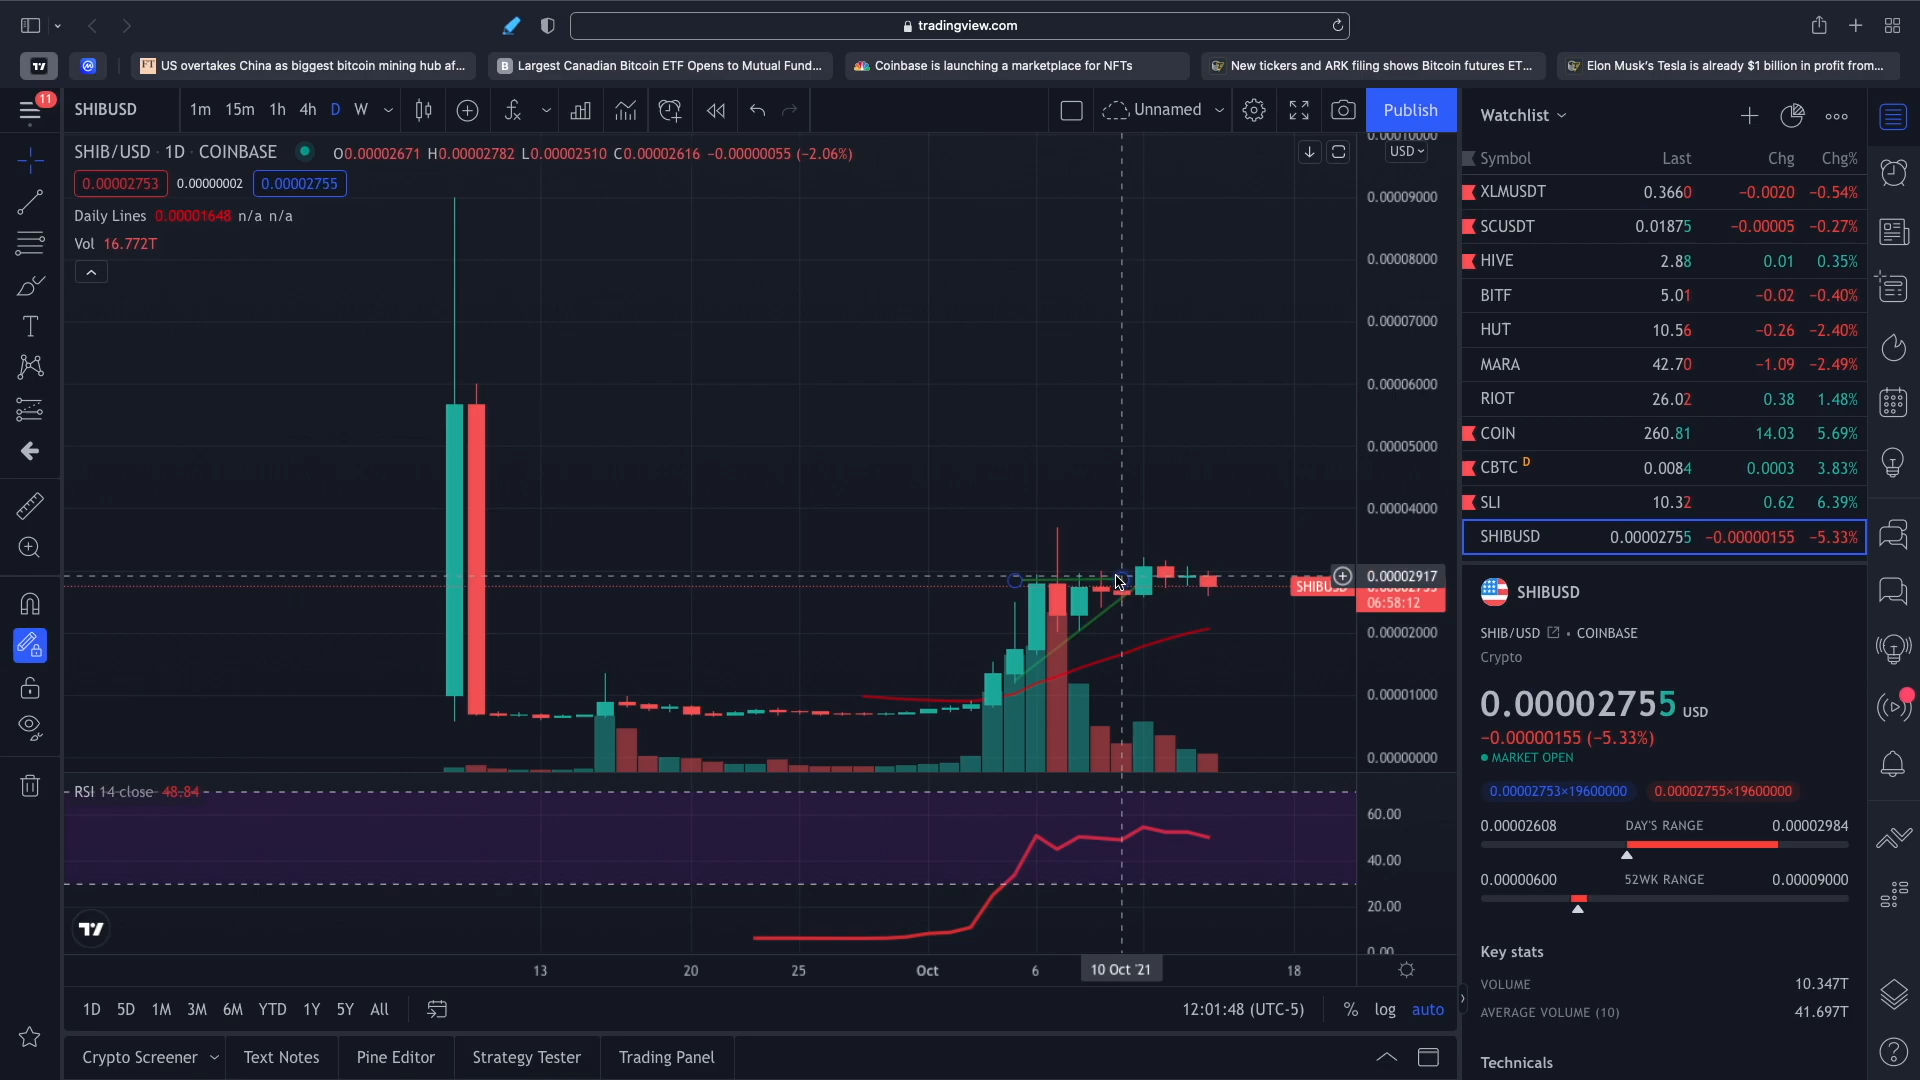 tradingview.com
FT US overtakes China as biggest bitcoin mining hub af...
B Largest Canadian Bitcoin ETF Opens to Mutual Fund...
Coinbase is launching a marketplace for NFTs
New tickers and ARK filing shows Bitcoin futures ET...
Elon Musk's Tesla is already $1 billion in profit from...
11
SHIBUSD
1m 15m 1h 4h D W
Unnamed
Publish
SHIB/USD · 1D · COINBASE
O0.00002671 H0.00002782 L0.00002510 C0.00002616 −0.00000055 (−2.06%)
0.00002753 0.00000002 0.00002755
Daily Lines 0.00001648 n/a n/a
Vol 16.772T
USD
0.00010000
0.00009000
0.00008000
0.00007000
0.00006000
0.00005000
0.00004000
0.00002917
SHIBUSD 0.00002755
06:58:12
0.00002000
0.00001000
0.00000000
RSI 14 close 48.84
60.00
40.00
20.00
0.00
13 20 25 Oct 6 10 Oct '21 18
1D 5D 1M 3M 6M YTD 1Y 5Y All
12:01:48 (UTC-5) % log auto
Crypto Screener Text Notes Pine Editor Strategy Tester Trading Panel
Watchlist
Symbol Last Chg Chg%
XLMUSDT 0.3660 −0.0020 −0.54%
SCUSDT 0.01875 −0.00005 −0.27%
HIVE 2.88 0.01 0.35%
BITF 5.01 −0.02 −0.40%
HUT 10.56 −0.26 −2.40%
MARA 42.70 −1.09 −2.49%
RIOT 26.02 0.38 1.48%
COIN 260.81 14.03 5.69%
CBTC D 0.0084 0.0003 3.83%
SLI 10.32 0.62 6.39%
SHIBUSD 0.00002755 −0.00000155 −5.33%
SHIBUSD
SHIB/USD · COINBASE
Crypto
0.00002755 USD
−0.00000155 (−5.33%)
MARKET OPEN
0.00002753×19600000 0.00002755×19600000
0.00002608 DAY'S RANGE 0.00002984
0.00000600 52WK RANGE 0.00009000
Key stats
VOLUME 10.347T
AVERAGE VOLUME (10) 41.697T
Technicals